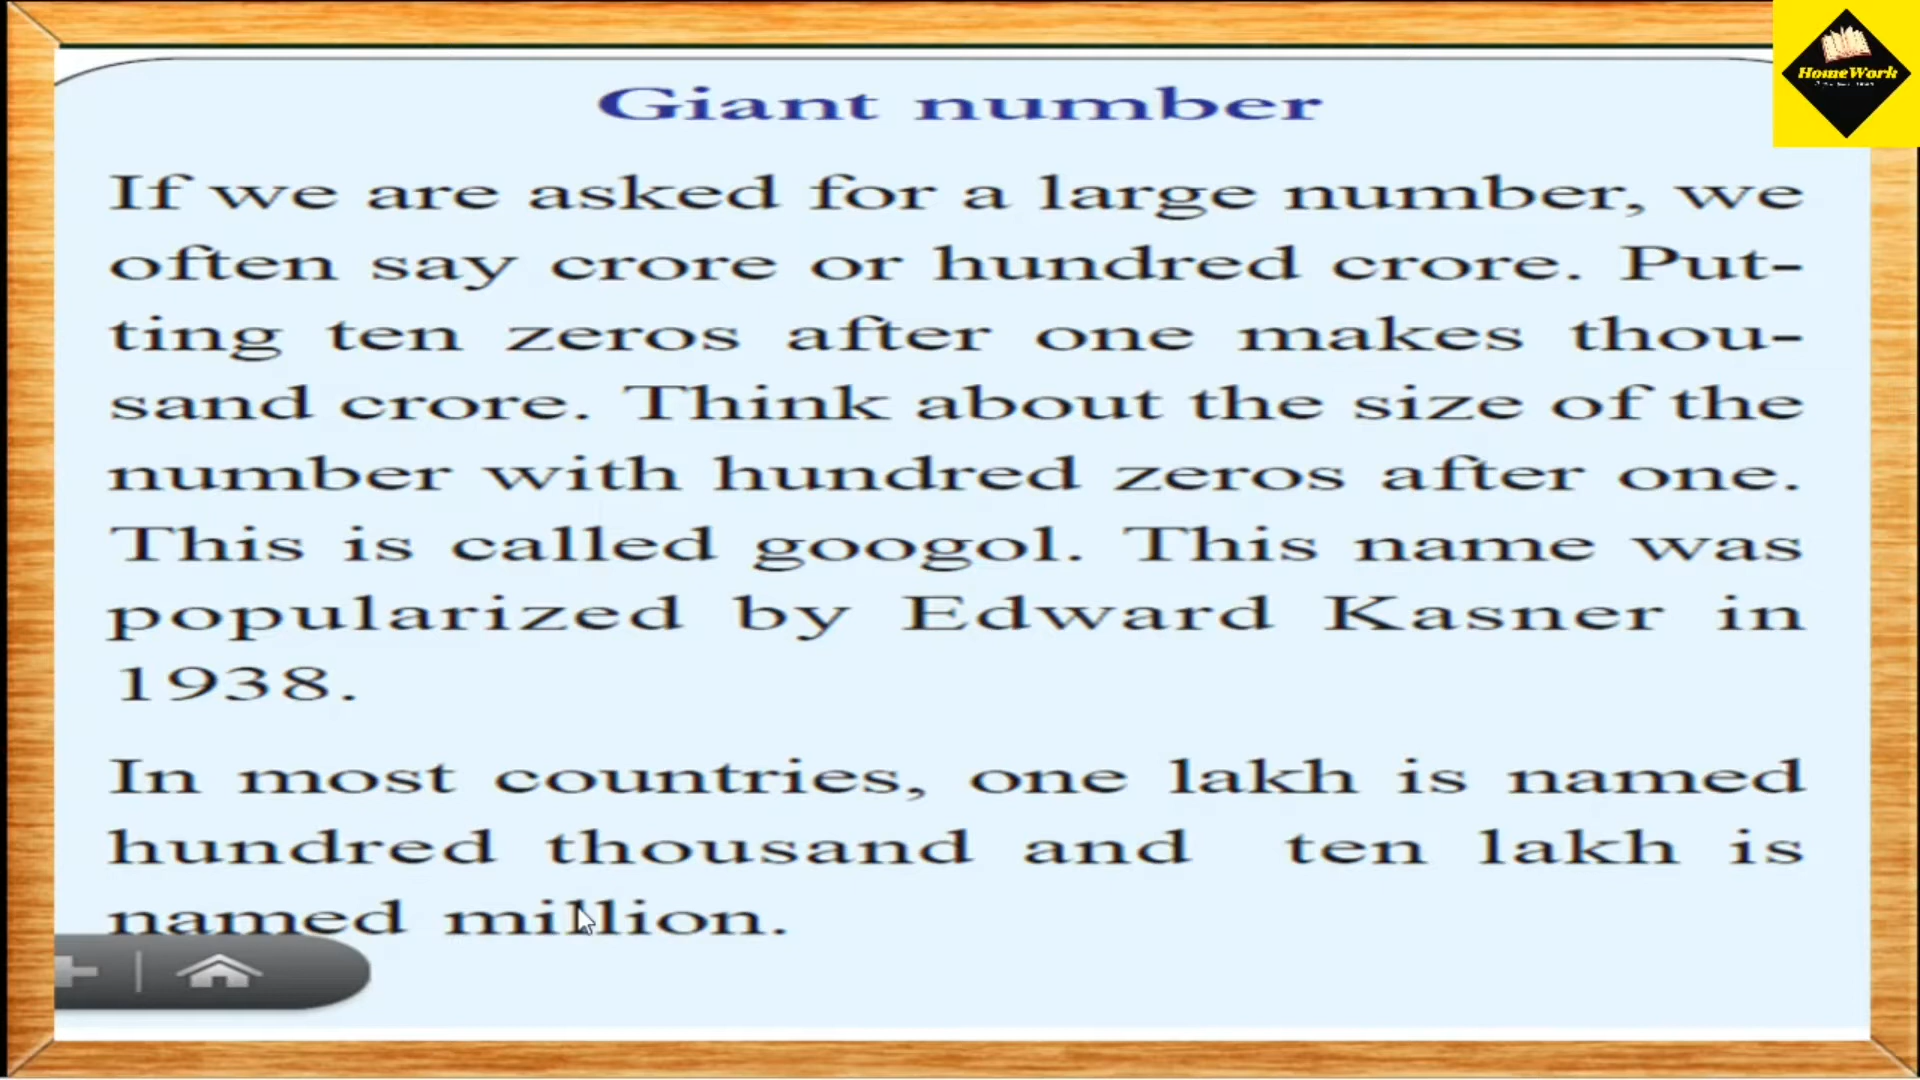 Giant number
HomeWork
If we are asked for a large number, we
often say crore or hundred crore. Put-
ting ten zeros after one makes thou-
sand crore. Think about the size of the
number with hundred zeros after one.
This is called googol. This name was
popularized by Edward Kasner in
1938.
In most countries, one lakh is named
hundred thousand and ten lakh is
named million.